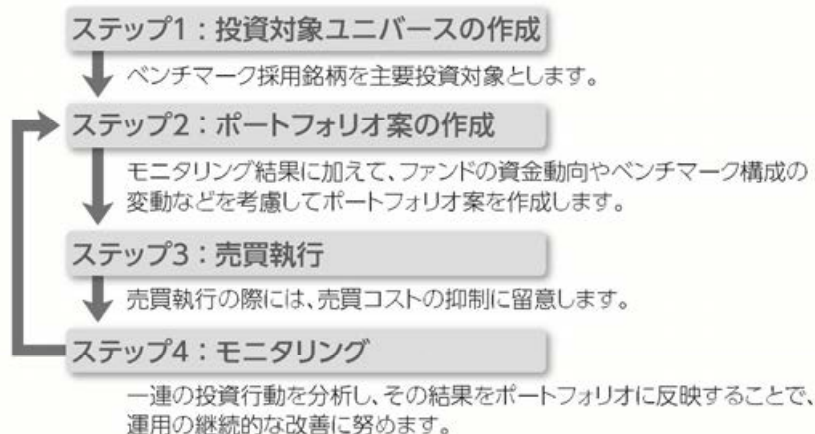 ステップ1：投資対象ユニバースの作成
ベンチマーク採用銘柄を主要投資対象とします。
ステップ2：ポートフォリオ案の作成
モニタリング結果に加えて、ファンドの資金動向やベンチマーク構成の
変動などを考慮してポートフォリオ案を作成します。
ステップ3：売買執行
売買執行の際には、売買コストの抑制に留意します。
ステップ4：モニタリング
一連の投資行動を分析し、その結果をポートフォリオに反映することで、
運用の継続的な改善に努めます。